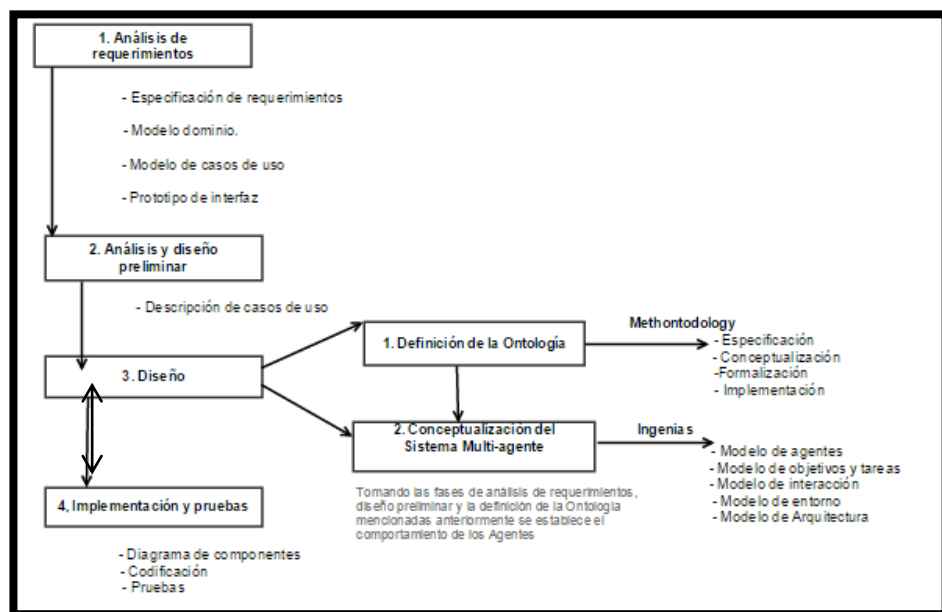 1. Análisis de
requerimientos
- Especificación de requerimientos
- Modelo dominio.
- Modelo de casos de uso
- Prototipo de interfaz
2. Análisis y diseño
preliminar
- Descripción de casos de uso
3. Diseño
4, Implementación y pruebas
- Diagrama de componentes
- Codificación
- Pruebas
1. Definición de la Ontología
Methontodology
- Especificación
- Conceptualización
-Formalización
- Implementación
2. Conceptualización del
Sistema Multi-agente
Ingenias
- Modelo de agentes
- Modelo de objetivos y tareas
- Modelo de interacción
- Modelo de entorno
- Modelo de Arquitectura
Tomando las fases de análisis de requerimientos,
diseño preliminar y la definición de la Ontología
mencionadas anteriormente se establece el
comportamiento de los Agentes